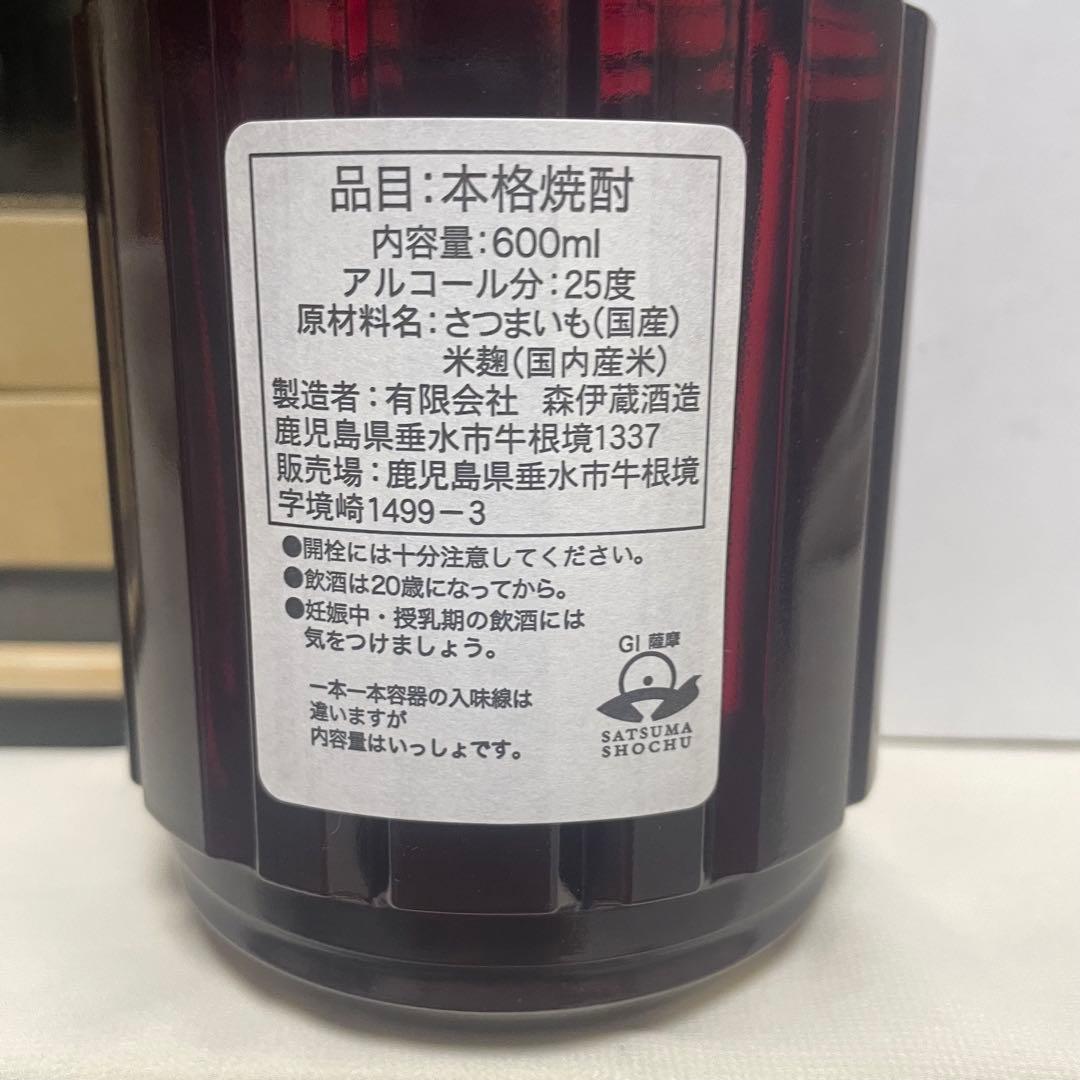 品目：本格焼酎
内容量：600ml
アルコール分：25度
原材料名：さつまいも（国産）
米麹（国内産米）
製造者：有限会社　森伊蔵酒造
鹿児島県垂水市牛根境1337
販売場：鹿児島県垂水市牛根境
字境崎1499－3
●開栓には十分注意してください。
●飲酒は20歳になってから。
●妊娠中・授乳期の飲酒には
気をつけましょう。
一本一本容器の入味線は
違いますが
内容量はいっしょです。
GI 薩摩
SATSUMA
SHOCHU